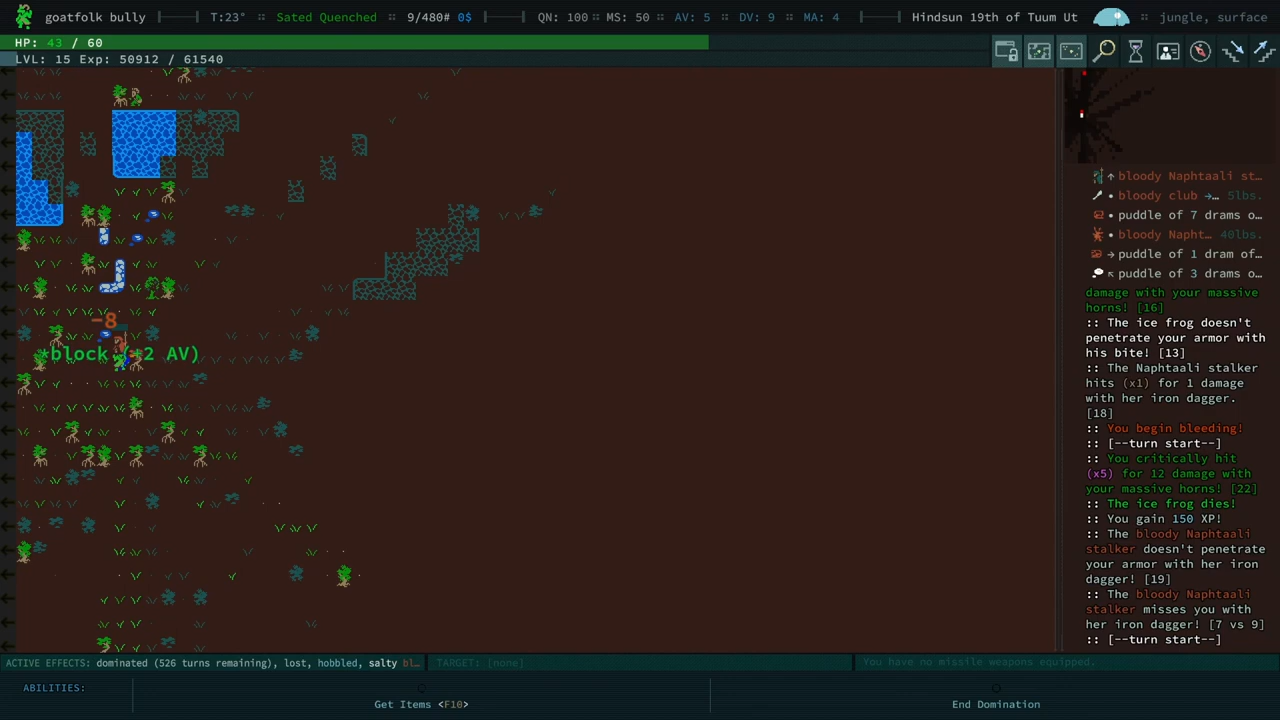 goatfolk bully T:23° :: Sated Quenched :: 9/480# 0$ QN: 100 :: MS: 50 :: AV: 5 :: DV: 9 :: MA: 4 Hindsun 19th of Tuum Ut :: jungle, surface
HP: 43 / 60
LVL: 15 Exp: 50912 / 61540
bloody Naphtaali st…
bloody club →… 5lbs.
puddle of 7 drams o…
bloody Napht… 40lbs.
puddle of 1 dram of…
puddle of 3 drams o…
damage with your massive
horns! [16]
:: The ice frog doesn't
penetrate your armor with
his bite! [13]
-8
*block (+2 AV)
:: The Naphtaali stalker
hits (x1) for 1 damage
with her iron dagger.
[18]
:: You begin bleeding!
:: [--turn start--]
:: You critically hit
(x5) for 12 damage with
your massive horns! [22]
:: The ice frog dies!
:: You gain 150 XP!
:: The bloody Naphtaali
stalker doesn't penetrate
your armor with her iron
dagger! [19]
:: The bloody Naphtaali
stalker misses you with
her iron dagger! [7 vs 9]
:: [--turn start--]
ACTIVE EFFECTS: dominated (526 turns remaining), lost, hobbled, salty bl… TARGET: [none] You have no missile weapons equipped.
ABILITIES:
Get Items <F10> End Domination